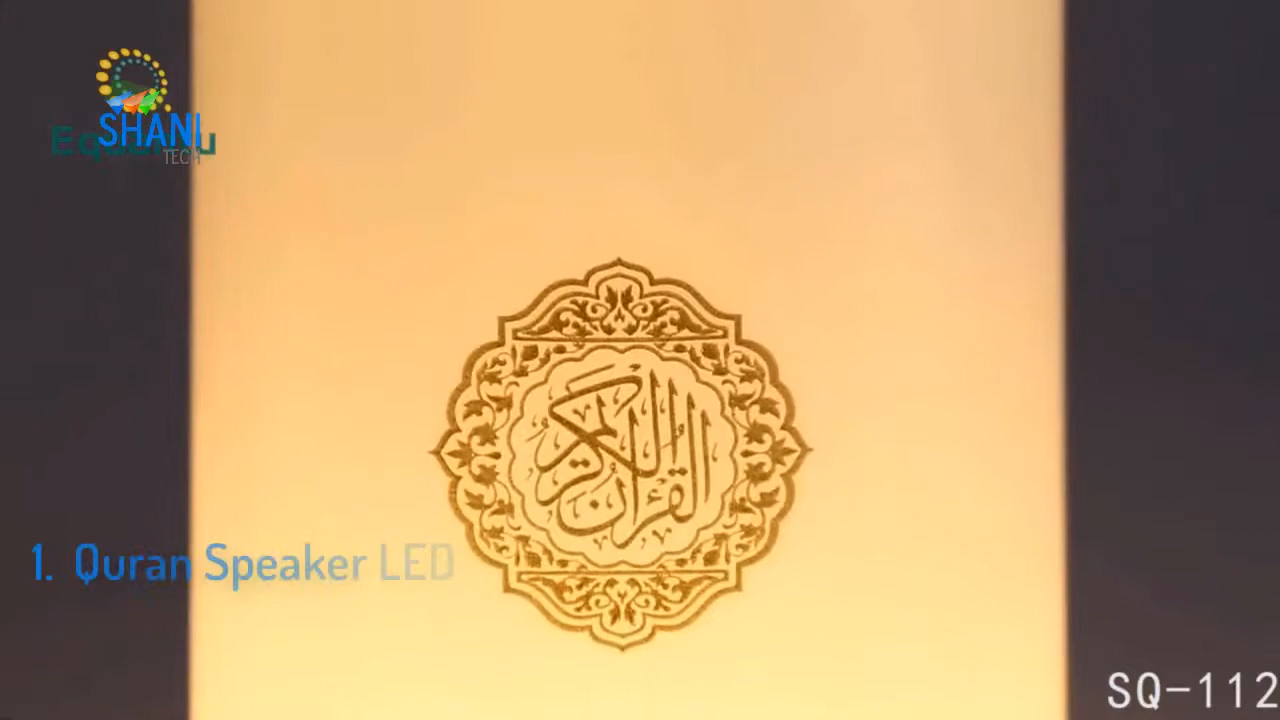 SHANI
TECH
القرآن الكريم
1. Quran Speaker LED
SQ-112